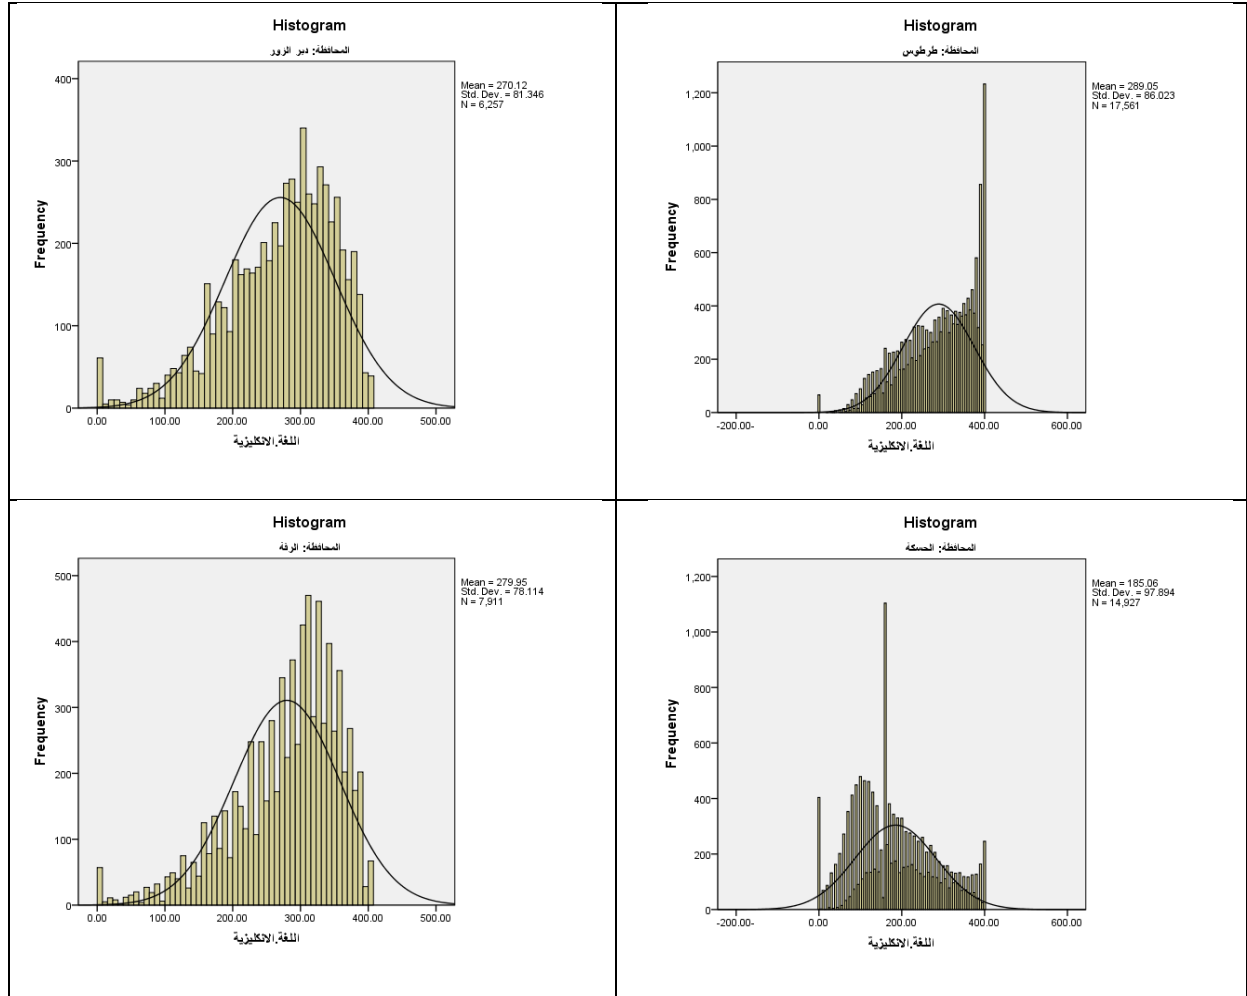 Histogram
المحافظة: دير الزور
Mean = 270.12
Std. Dev. = 81.346
N = 6,257
400
300
200
100
0
Frequency
0.00 100.00 200.00 300.00 400.00 500.00
اللغة.الانكليزية
Histogram
المحافظة: طرطوس
Mean = 289.05
Std. Dev. = 86.023
N = 17,561
1,200
1,000
800
600
400
200
0
Frequency
-200.00- 0.00 200.00 400.00 600.00
اللغة.الانكليزية
Histogram
المحافظة: الرقة
Mean = 279.95
Std. Dev. = 78.114
N = 7,911
500
400
300
200
100
0
Frequency
0.00 100.00 200.00 300.00 400.00 500.00
اللغة.الانكليزية
Histogram
المحافظة: الحسكة
Mean = 185.06
Std. Dev. = 97.894
N = 14,927
1,200
1,000
800
600
400
200
0
Frequency
-200.00- 0.00 200.00 400.00 600.00
اللغة.الانكليزية